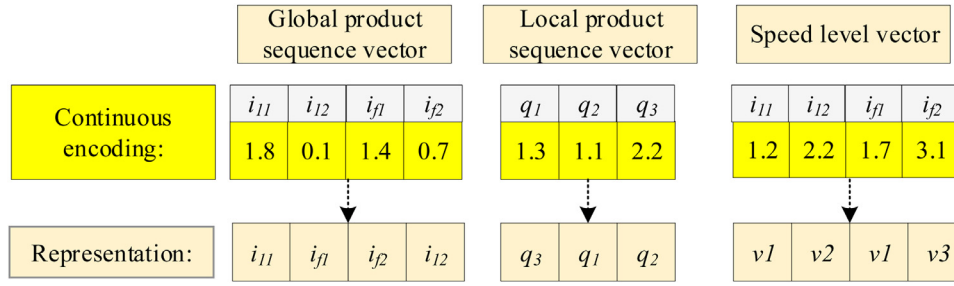 Global product
sequence vector
Local product
sequence vector
Speed level vector
Continuous
encoding:
i11 i12 if1 if2
1.8 0.1 1.4 0.7
q1 q2 q3
1.3 1.1 2.2
i11 i12 if1 if2
1.2 2.2 1.7 3.1
Representation:
i11 if1 if2 i12
q3 q1 q2
v1 v2 v1 v3